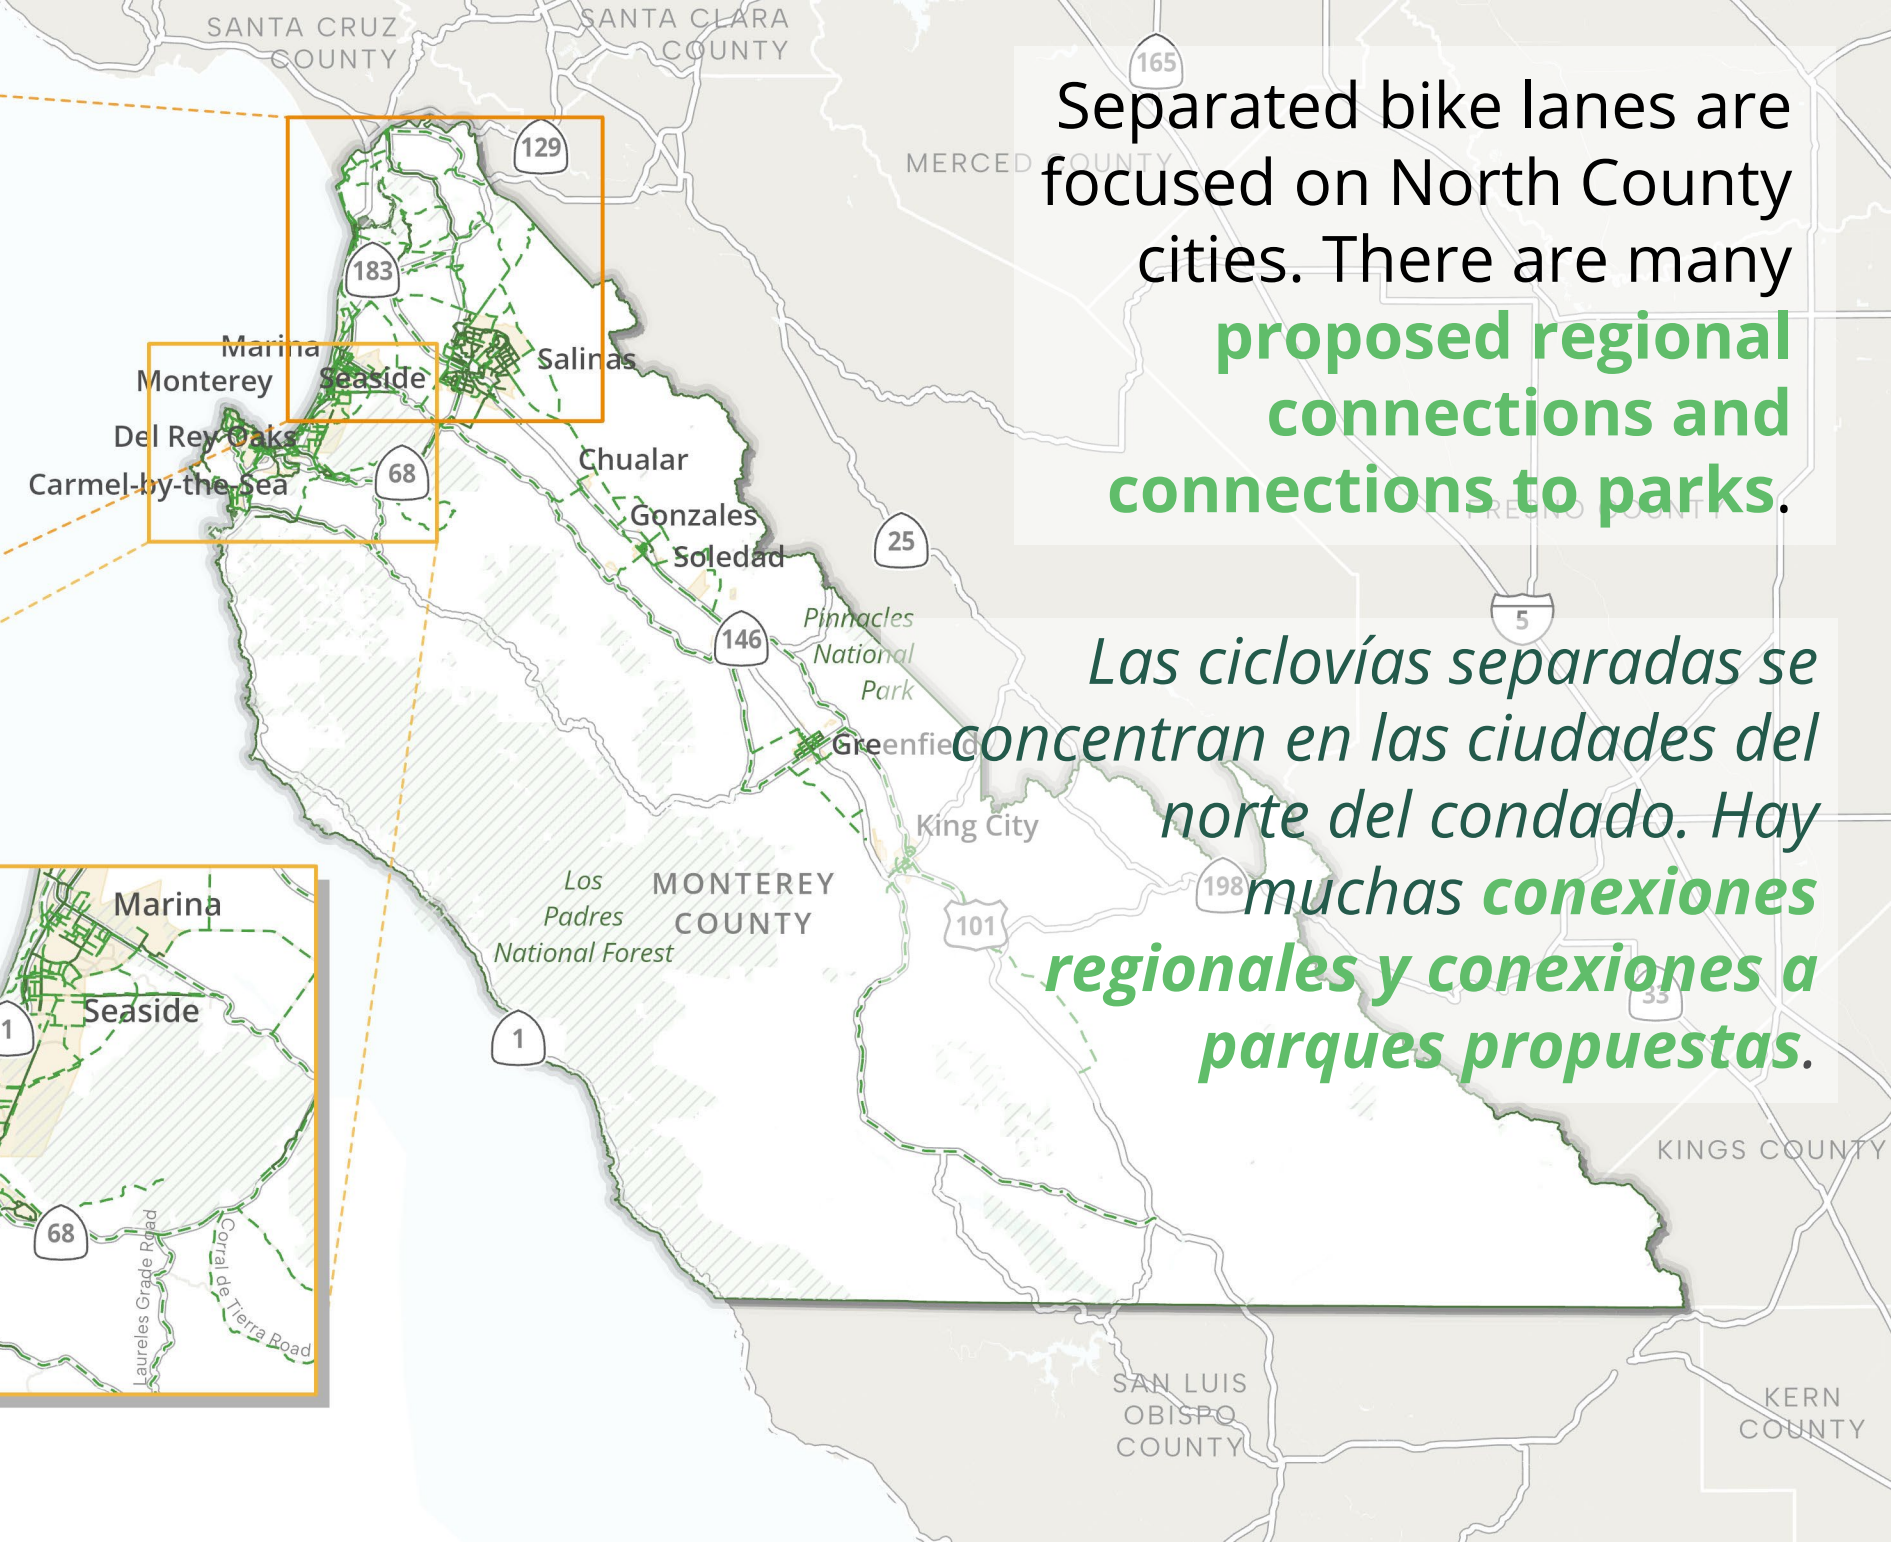 SANTA CRUZ
COUNTY
SANTA CLARA
COUNTY
165
129
MERCED COUNTY
Separated bike lanes are
focused on North County
cities. There are many
proposed regional
connections and
connections to parks.
183
Marina
Monterey
Seaside
Salinas
Del Rey Oaks
Carmel-by-the-Sea
68
Chualar
Gonzales
Soledad
25
FRESNO COUNTY
5
146
Pinnacles
National
Park
Greenfield
King City
Las ciclovías separadas se
concentran en las ciudades del
norte del condado. Hay
muchas conexiones
regionales y conexiones a
parques propuestas.
198
101
33
Los
Padres
National Forest
MONTEREY
COUNTY
1
Marina
Seaside
1
68
Laureles Grade Road
Corral de Tierra Road
KINGS COUNTY
SAN LUIS
OBISPO
COUNTY
KERN
COUNTY